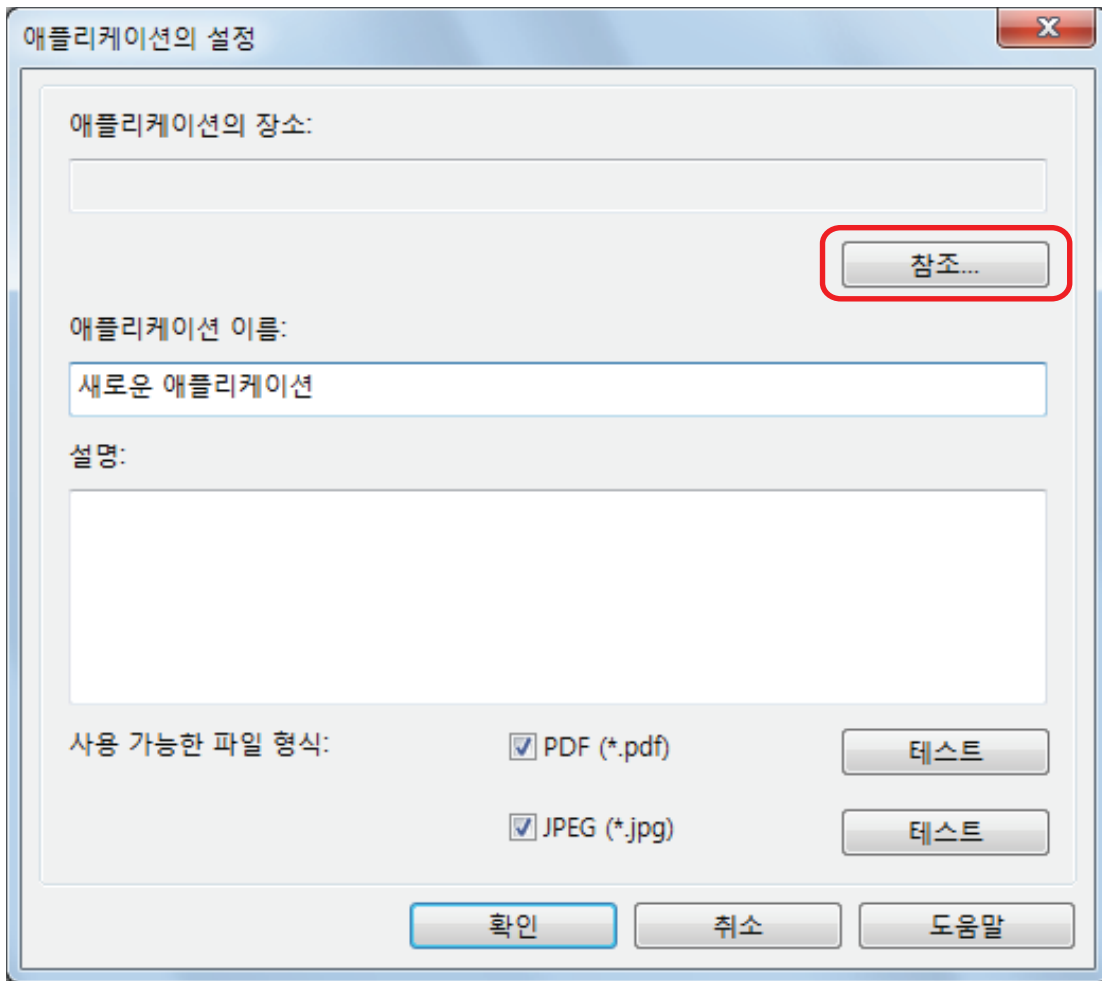 애플리케이션의 설정
애플리케이션의 장소:
참조...
애플리케이션 이름:
새로운 애플리케이션
설명:
사용 가능한 파일 형식: PDF (*.pdf) 테스트
JPEG (*.jpg) 테스트
확인 취소 도움말